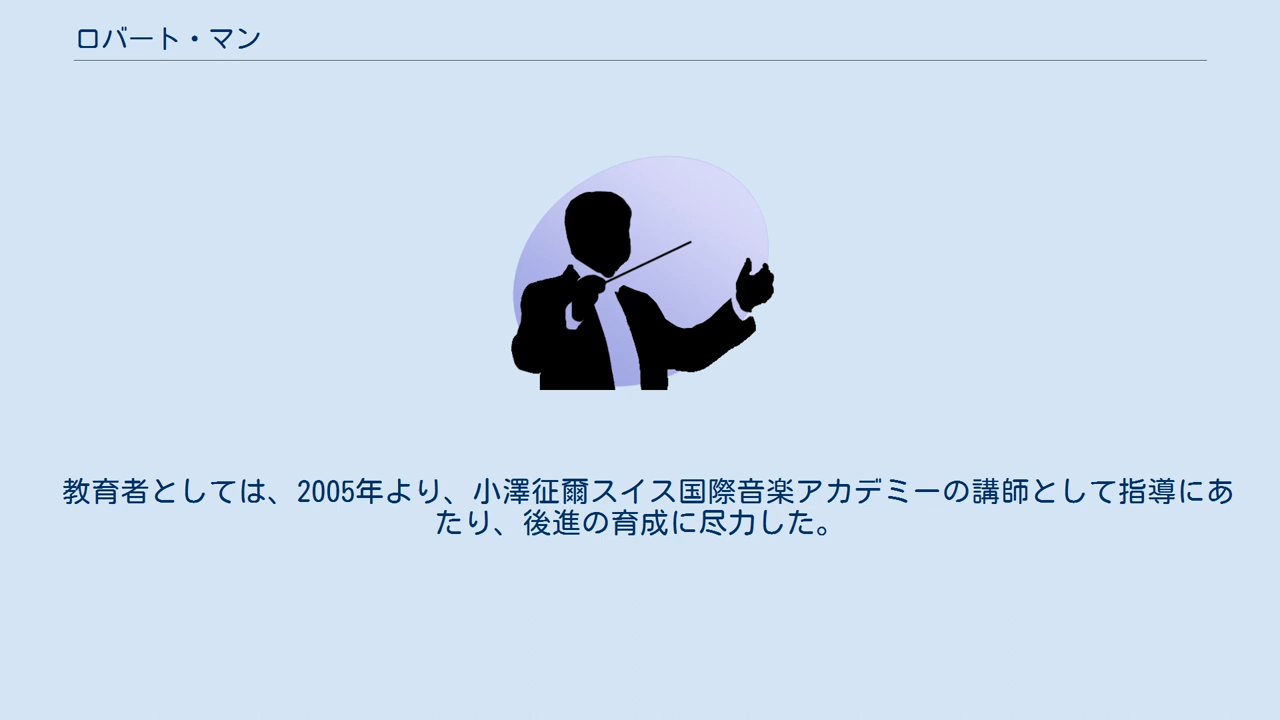 ロバート・マン
教育者としては、2005年より、小澤征爾スイス国際音楽アカデミーの講師として指導にあ
たり、後進の育成に尽力した。